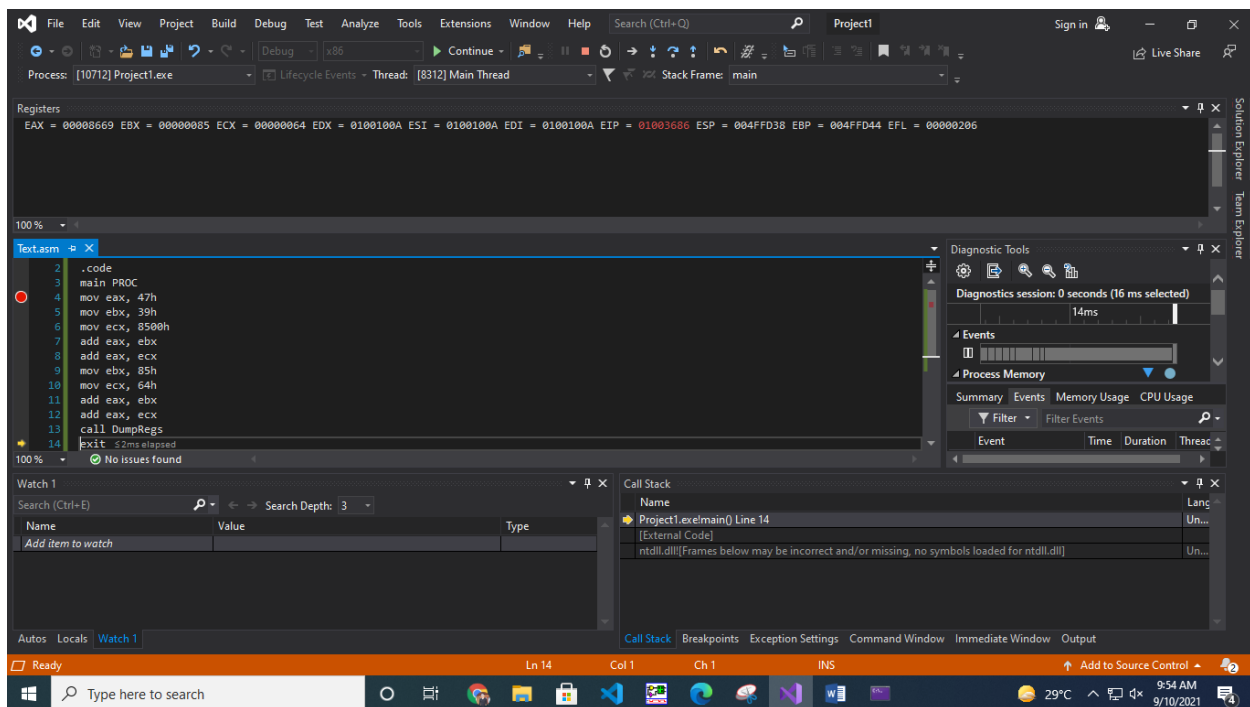 File Edit View Project Build Debug Test Analyze Tools Extensions Window Help Search (Ctrl+Q) Project1 Sign in
Debug x86 Continue Live Share
Process: [10712] Project1.exe Lifecycle Events Thread: [8312] Main Thread Stack Frame: main
Registers
EAX = 00008669 EBX = 00000085 ECX = 00000064 EDX = 0100100A ESI = 0100100A EDI = 0100100A EIP = 01003686 ESP = 004FFD38 EBP = 004FFD44 EFL = 00000206
100 %
Solution Explorer
Team Explorer
Text.asm
2 .code
3 main PROC
4 mov eax, 47h
5 mov ebx, 39h
6 mov ecx, 8500h
7 add eax, ebx
8 add eax, ecx
9 mov ebx, 85h
10 mov ecx, 64h
11 add eax, ebx
12 add eax, ecx
13 call DumpRegs
14 exit ≤2ms elapsed
100 % No issues found
Diagnostic Tools
Diagnostics session: 0 seconds (16 ms selected)
14ms
Events
Process Memory
Summary Events Memory Usage CPU Usage
Filter Filter Events
Event Time Duration Thread
Watch 1
Search (Ctrl+E) Search Depth: 3
Name Value Type
Add item to watch
Autos Locals Watch 1
Call Stack
Name Lang
Project1.exe!main() Line 14 Un...
[External Code]
ntdll.dll![Frames below may be incorrect and/or missing, no symbols loaded for ntdll.dll] Un...
Call Stack Breakpoints Exception Settings Command Window Immediate Window Output
Ready Ln 14 Col 1 Ch 1 INS Add to Source Control 2
Type here to search 29°C 9:54 AM
9/10/2021 4